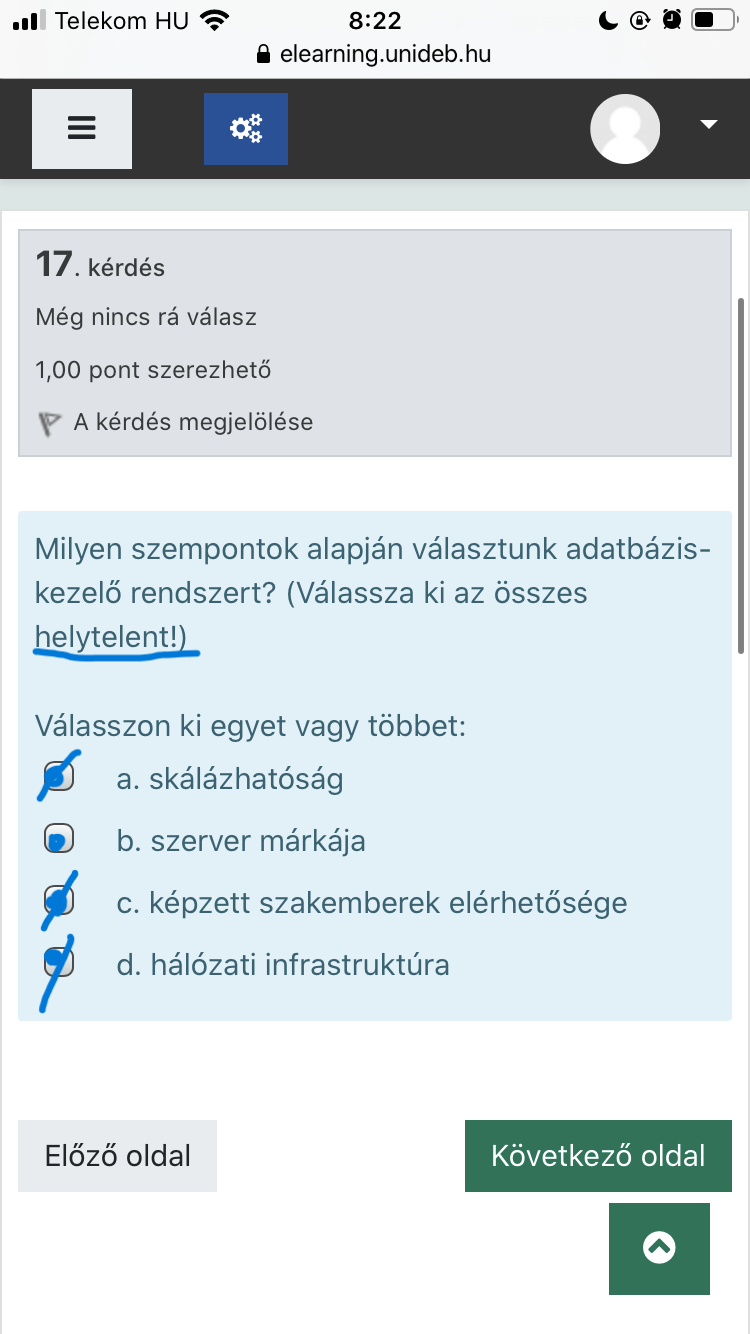 Telekom HU
8:22
elearning.unideb.hu
17. kérdés
Még nincs rá válasz
1,00 pont szerezhető
A kérdés megjelölése
Milyen szempontok alapján választunk adatbázis-
kezelő rendszert? (Válassza ki az összes
helytelent!)
Válasszon ki egyet vagy többet:
a. skálázhatóság
b. szerver márkája
c. képzett szakemberek elérhetősége
d. hálózati infrastruktúra
Előző oldal
Következő oldal